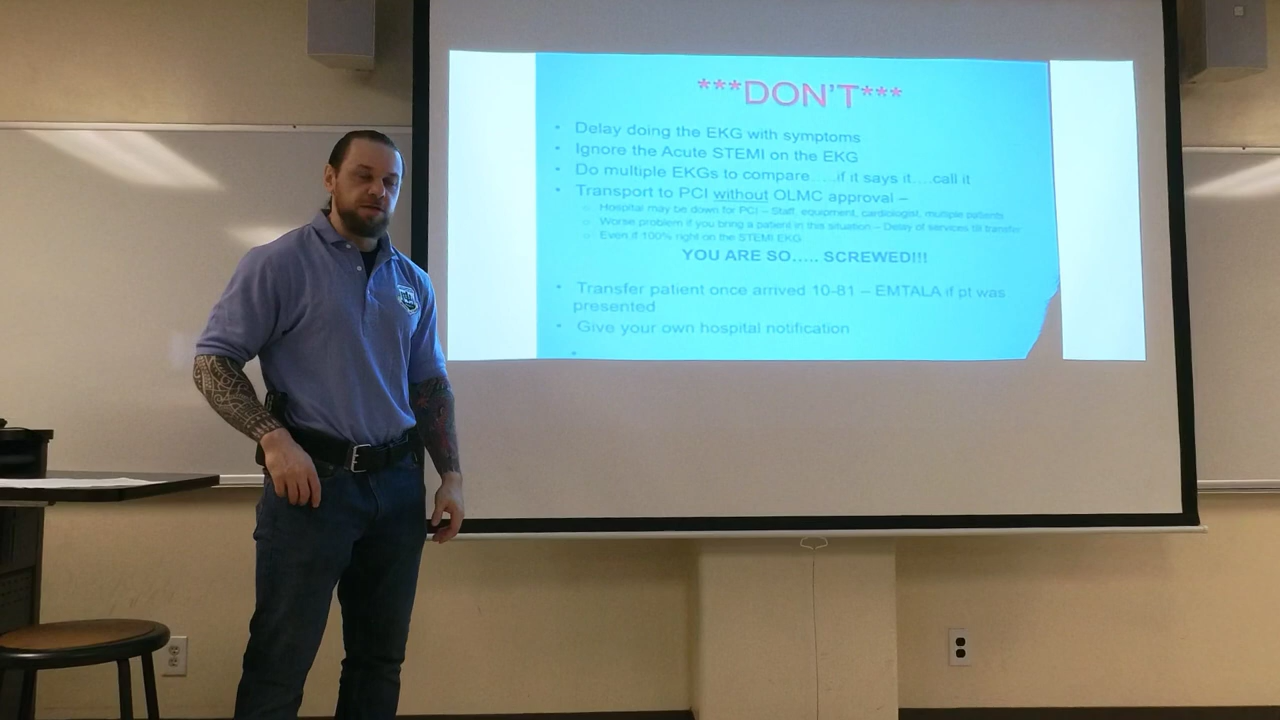 ***DON'T***
• Delay doing the EKG with symptoms
• Ignore the Acute STEMI on the EKG
• Do multiple EKGs to compare.....if it says it....call it
• Transport to PCI without OLMC approval –
○ Hospital may be down for PCI – Staff, equipment, cardiologist, multiple patients
○ Worse problem if you bring a patient in this situation – Delay of services til transfer
○ Even if 100% right on the STEMI EKG
YOU ARE SO..... SCREWED!!!
• Transfer patient once arrived 10-81 – EMTALA if pt was
presented
• Give your own hospital notification